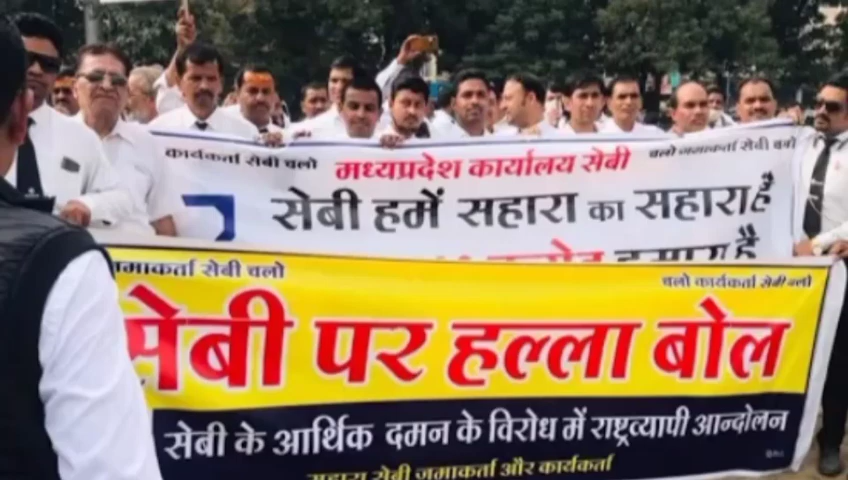 कार्यकर्ता सेबी चलो
मध्यप्रदेश कार्यालय सेबी
चलो जमाकर्ता सेबी चलो
सेबी हमें सहारा का सहारा है
हमारा है
जमाकर्ता सेबी चलो
चलो कार्यकर्ता सेबी चलो
सेबी पर हल्ला बोल
सेबी के आर्थिक दमन के विरोध में राष्ट्रव्यापी आन्दोलन
सहारा सेबी जमाकर्ता और कार्यकर्ता